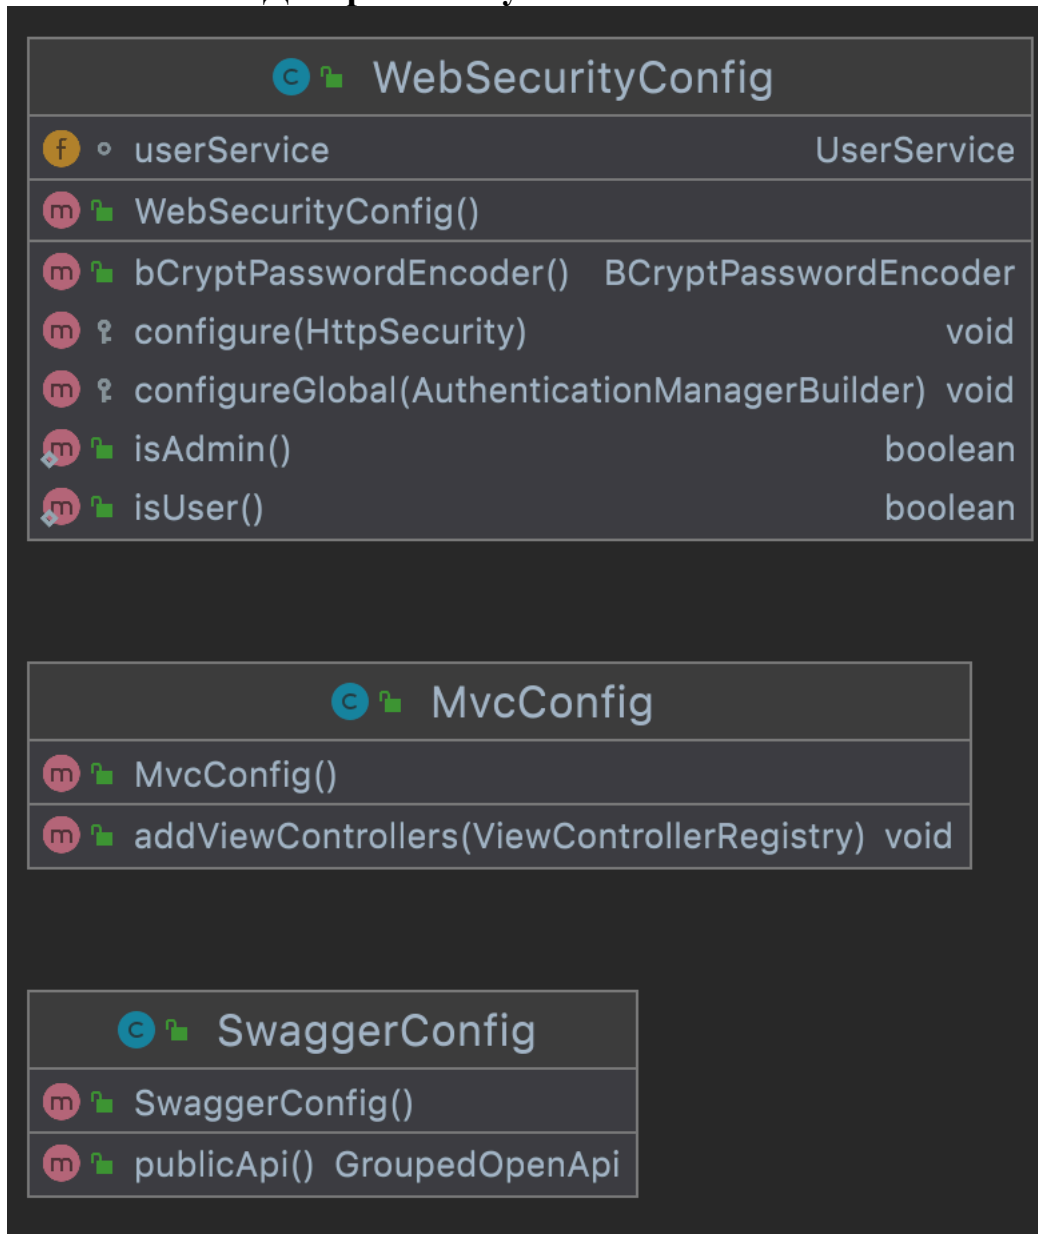 WebSecurityConfig
userService UserService
WebSecurityConfig()
bCryptPasswordEncoder() BCryptPasswordEncoder
configure(HttpSecurity) void
configureGlobal(AuthenticationManagerBuilder) void
isAdmin() boolean
isUser() boolean
MvcConfig
MvcConfig()
addViewControllers(ViewControllerRegistry) void
SwaggerConfig
SwaggerConfig()
publicApi() GroupedOpenApi